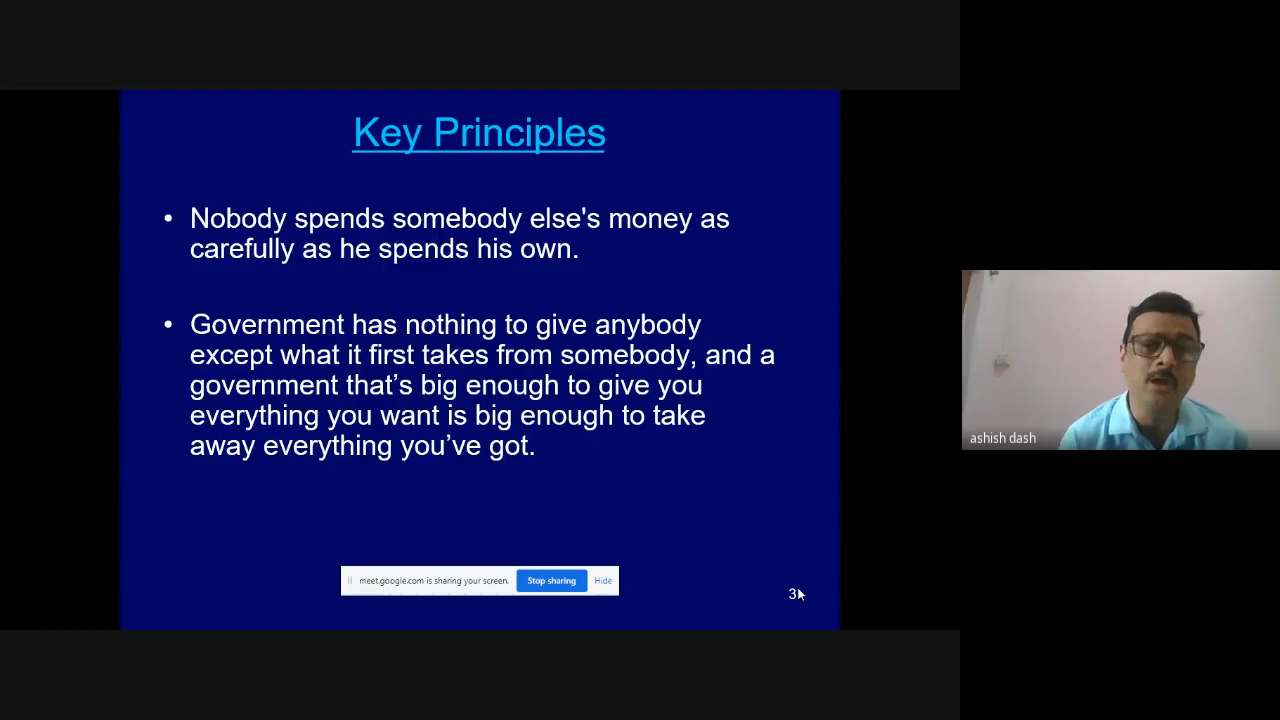 Key Principles
• Nobody spends somebody else's money as
carefully as he spends his own.
• Government has nothing to give anybody
except what it first takes from somebody, and a
government that’s big enough to give you
everything you want is big enough to take
away everything you’ve got.
meet.google.com is sharing your screen.
Stop sharing
Hide
3
ashish dash